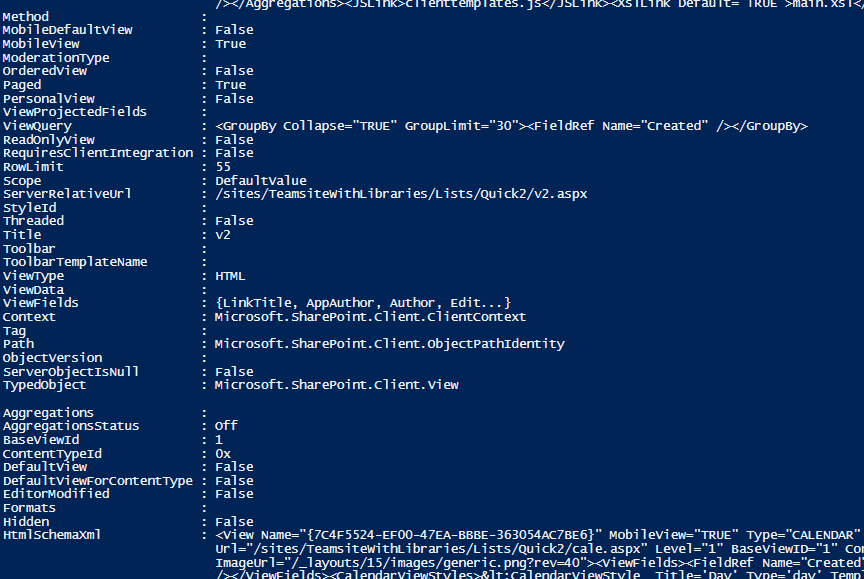 /></Aggregations><JSLink>clienttemplates.js</JSLink><XslLink Default="TRUE">main.xsl</
Method :
MobileDefaultView : False
MobileView : True
ModerationType :
OrderedView : False
Paged : True
PersonalView : False
ViewProjectedFields :
ViewQuery : <GroupBy Collapse="TRUE" GroupLimit="30"><FieldRef Name="Created" /></GroupBy>
ReadOnlyView : False
RequiresClientIntegration : False
RowLimit : 55
Scope : DefaultValue
ServerRelativeUrl : /sites/TeamsiteWithLibraries/Lists/Quick2/v2.aspx
StyleId :
Threaded : False
Title : v2
Toolbar :
ToolbarTemplateName :
ViewType : HTML
ViewData :
ViewFields : {LinkTitle, AppAuthor, Author, Edit...}
Context : Microsoft.SharePoint.Client.ClientContext
Tag :
Path : Microsoft.SharePoint.Client.ObjectPathIdentity
ObjectVersion :
ServerObjectIsNull : False
TypedObject : Microsoft.SharePoint.Client.View
Aggregations :
AggregationsStatus : Off
BaseViewId : 1
ContentTypeId : 0x
DefaultView : False
DefaultViewForContentType : False
EditorModified : False
Formats :
Hidden : False
HtmlSchemaXml : <View Name="{7C4F5524-EF00-47EA-BBBE-363054AC7BE6}" MobileView="TRUE" Type="CALENDAR"
Url="/sites/TeamsiteWithLibraries/Lists/Quick2/cale.aspx" Level="1" BaseViewID="1" Con
ImageUrl="/_layouts/15/images/generic.png?rev=40"><ViewFields><FieldRef Name="Created"
/></ViewFields><CalendarViewStyles>&lt;CalendarViewStyle Title='Day' Type='day' Temp